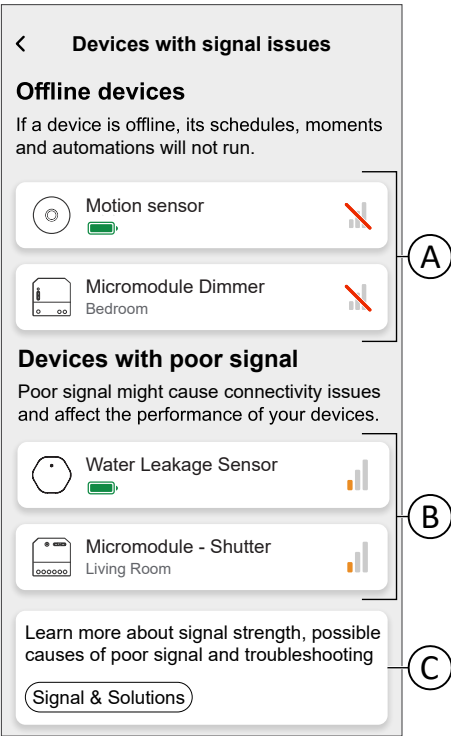 Devices with signal issues
Offline devices
If a device is offline, its schedules, moments
and automations will not run.
Motion sensor
Micromodule Dimmer
Bedroom
A
Devices with poor signal
Poor signal might cause connectivity issues
and affect the performance of your devices.
Water Leakage Sensor
Micromodule - Shutter
Living Room
B
Learn more about signal strength, possible
causes of poor signal and troubleshooting
Signal & Solutions
C